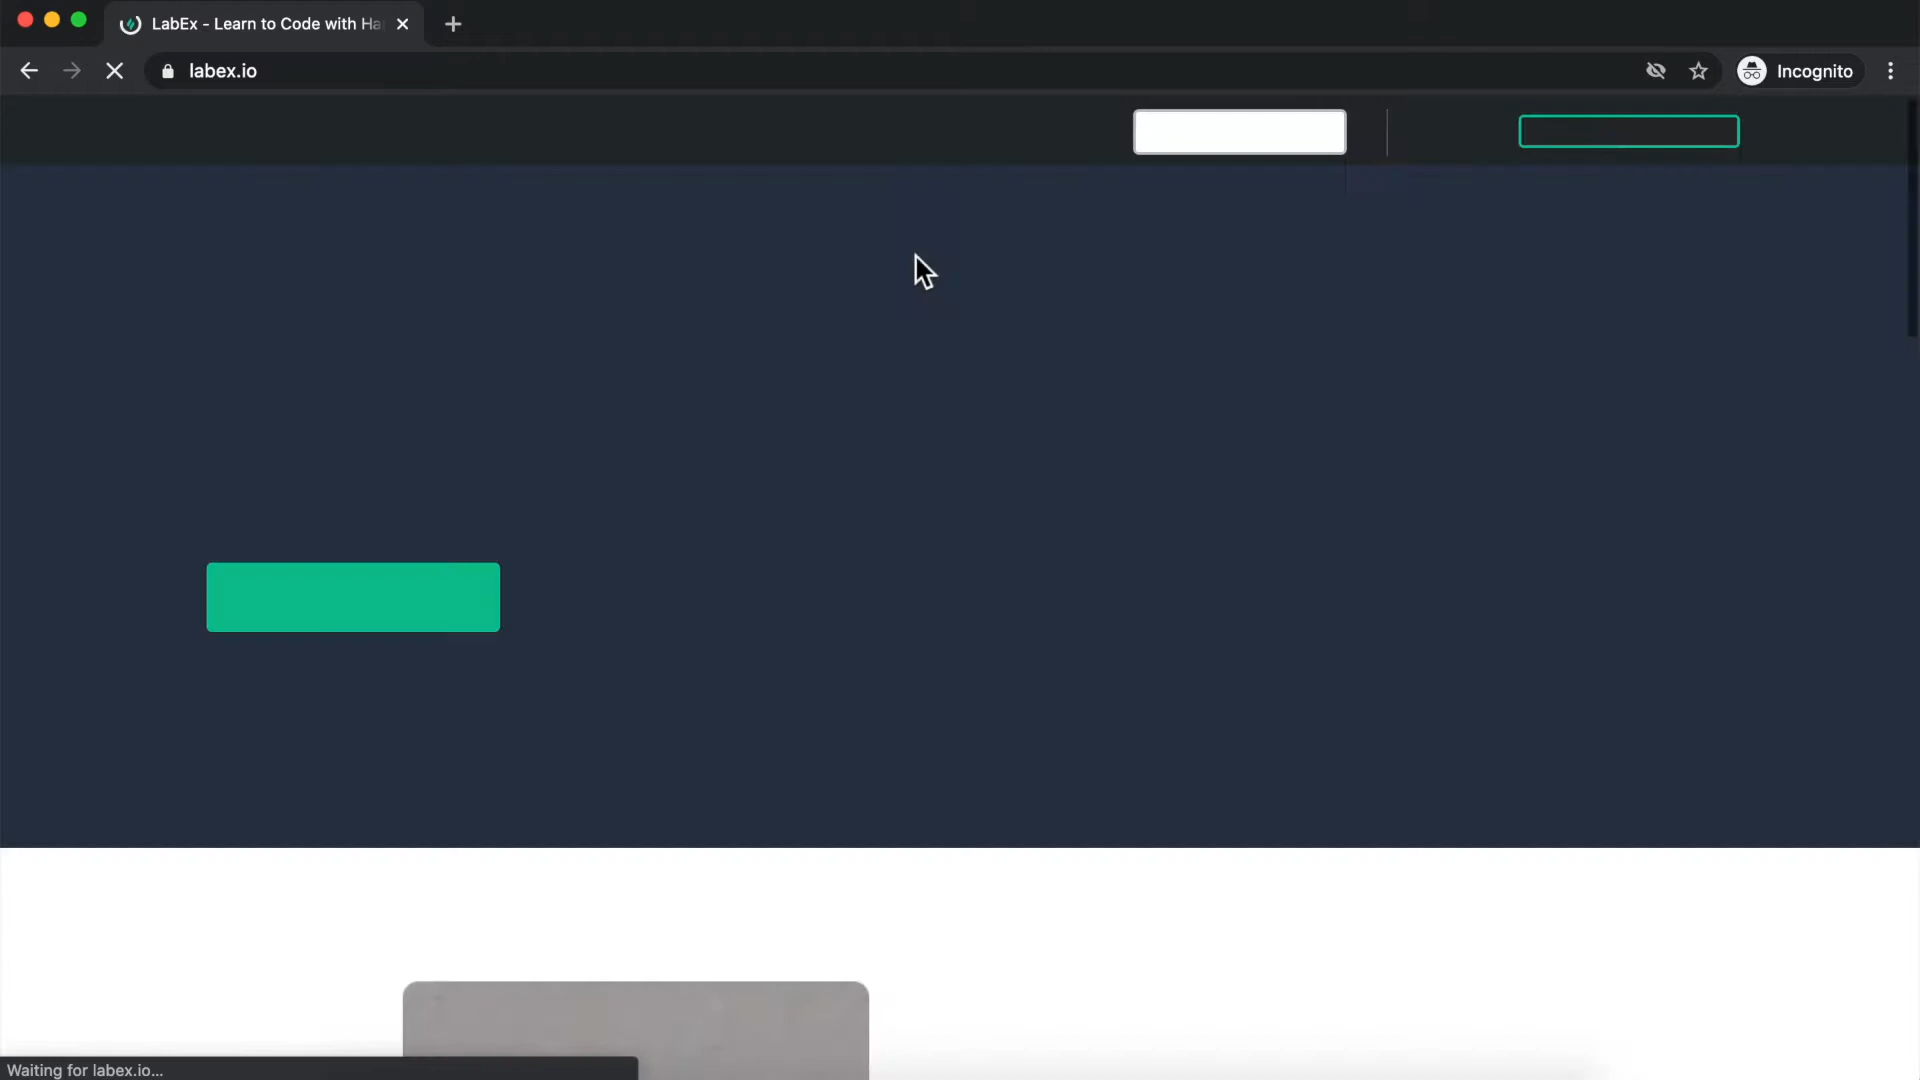 LabEx - Learn to Code with Ha
labex.io
Incognito
Waiting for labex.io...